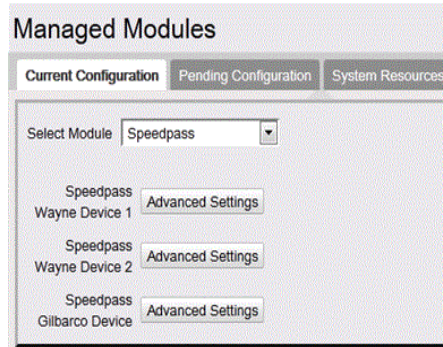 Managed Modules
Current Configuration Pending Configuration System Resources
Select Module Speedpass
Speedpass
Wayne Device 1 Advanced Settings
Speedpass
Wayne Device 2 Advanced Settings
Speedpass
Gilbarco Device Advanced Settings